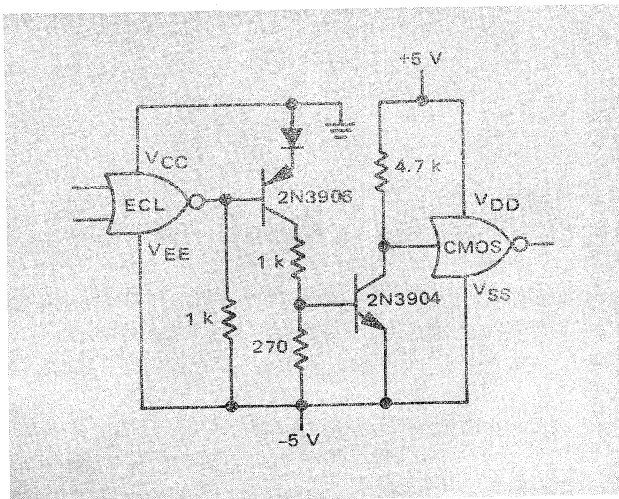 +5 V
VCC
ECL
VEE
2N3906
4.7 k
VDD
CMOS
VSS
1 k
2N3904
1 k
270
-5 V